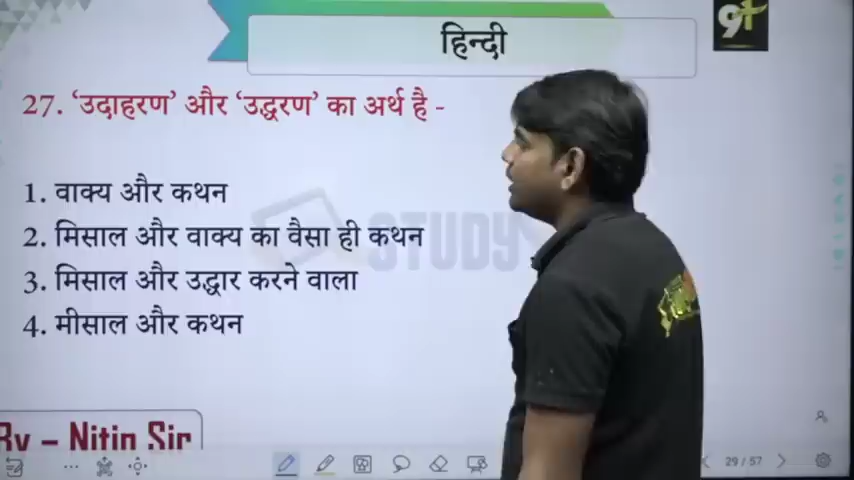 हिन्दी
27. ‘उदाहरण’ और ‘उद्धरण’ का अर्थ है -
1. वाक्य और कथन
2. मिसाल और वाक्य का वैसा ही कथन
3. मिसाल और उद्धार करने वाला
4. मीसाल और कथन
STUDY
By – Nitin Sir
29 / 57